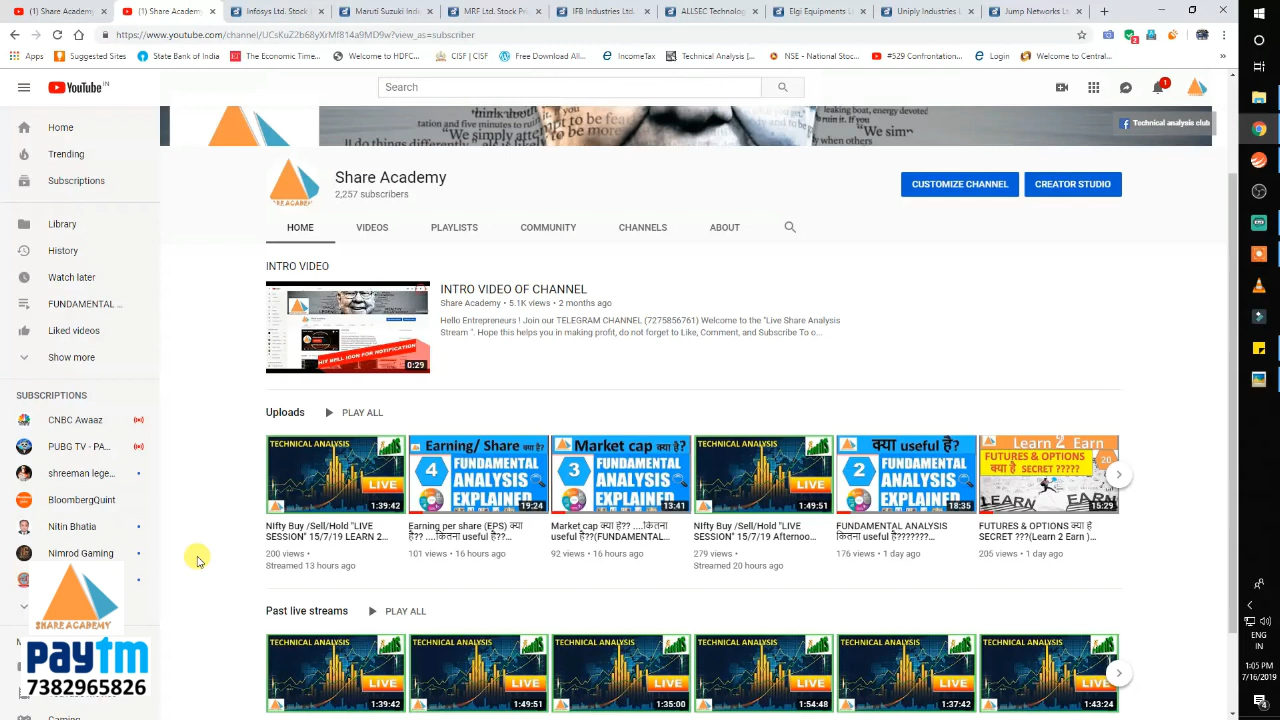 (1) Share Academy
Share Academy
Infosys Ltd. Stock
Maruti Suzuki India
MRF Ltd. Stock Pri
IFB Industries Ltd.
ALLSEC Technologi
Elgi Equipments L
Uniply Industries L
Jump Networks Lt
https://www.youtube.com/channel/UCsKuZ2b68yXrMf814a9MD9w?view_as=subscriber
Apps
Suggested Sites
State Bank of India
The Economic Time
Welcome to HDFC...
CISF | CISF
Free Download All...
IncomeTax
Technical Analysis
NSE - National Stoc...
#529 Confrontation...
Login
Welcome to Central
»
YouTube IN
Search
1
Home
Trending
Subscriptions
Library
History
Watch later
FUNDAMENTAL ...
Liked videos
Show more
SUBSCRIPTIONS
CNBC Awaaz
PUBG TV - PA...
shreeman lege...
BloombergQuint
Nitin Bhatia
Nimrod Gaming
SHARE ACADEMY
paytm
7382965826
Technical analysis club
Share Academy
2,257 subscribers
CUSTOMIZE CHANNEL
CREATOR STUDIO
HOME
VIDEOS
PLAYLISTS
COMMUNITY
CHANNELS
ABOUT
INTRO VIDEO
HIT BELL ICON FOR NOTIFICATION
0:29
INTRO VIDEO OF CHANNEL
Share Academy • 5.1K views • 2 months ago
Hello Entrepreneurs ! Join our TELEGRAM CHANNEL (7275856761) Welcome to the "Live Share Analysis
Stream ". Hope this helps you in making profit, do not forget to Like, Comment, and Subscribe To o...
Uploads
PLAY ALL
TECHNICAL ANALYSIS
LIVE
1:39:42
Earning/ Share क्या है?
4 FUNDAMENTAL
ANALYSIS
EXPLAINED
19:24
Market cap क्या है?
3 FUNDAMENTAL
ANALYSIS
EXPLAINED
13:41
TECHNICAL ANALYSIS
LIVE
1:49:51
क्या useful है?
2 FUNDAMENTAL
ANALYSIS
EXPLAINED
18:35
Learn 2 Earn
FUTURES & OPTIONS
क्या है SECRET ?????
20
LEARN EARN
15:29
NIfty Buy /Sell/Hold "LIVE
SESSION" 15/7/19 LEARN 2...
200 views •
Streamed 13 hours ago
Earning per share (EPS) क्या
है?? ....कितना useful है??...
101 views • 16 hours ago
Market cap क्या है?? ....कितना
useful है??(FUNDAMENTAL...
92 views • 16 hours ago
NIfty Buy /Sell/Hold "LIVE
SESSION" 15/7/19 Afternoo...
279 views •
Streamed 20 hours ago
FUNDAMENTAL ANALYSIS
कितना useful है???????...
176 views • 1 day ago
FUTURES & OPTIONS क्या है
SECRET ???(Learn 2 Earn )...
205 views • 1 day ago
Past live streams
PLAY ALL
TECHNICAL ANALYSIS
LIVE
1:39:42
TECHNICAL ANALYSIS
LIVE
1:49:51
TECHNICAL ANALYSIS
LIVE
1:35:00
TECHNICAL ANALYSIS
LIVE
1:54:48
TECHNICAL ANALYSIS
LIVE
1:37:42
TECHNICAL ANALYSIS
LIVE
1:43:24
ENG
IN
1:05 PM
7/16/2019